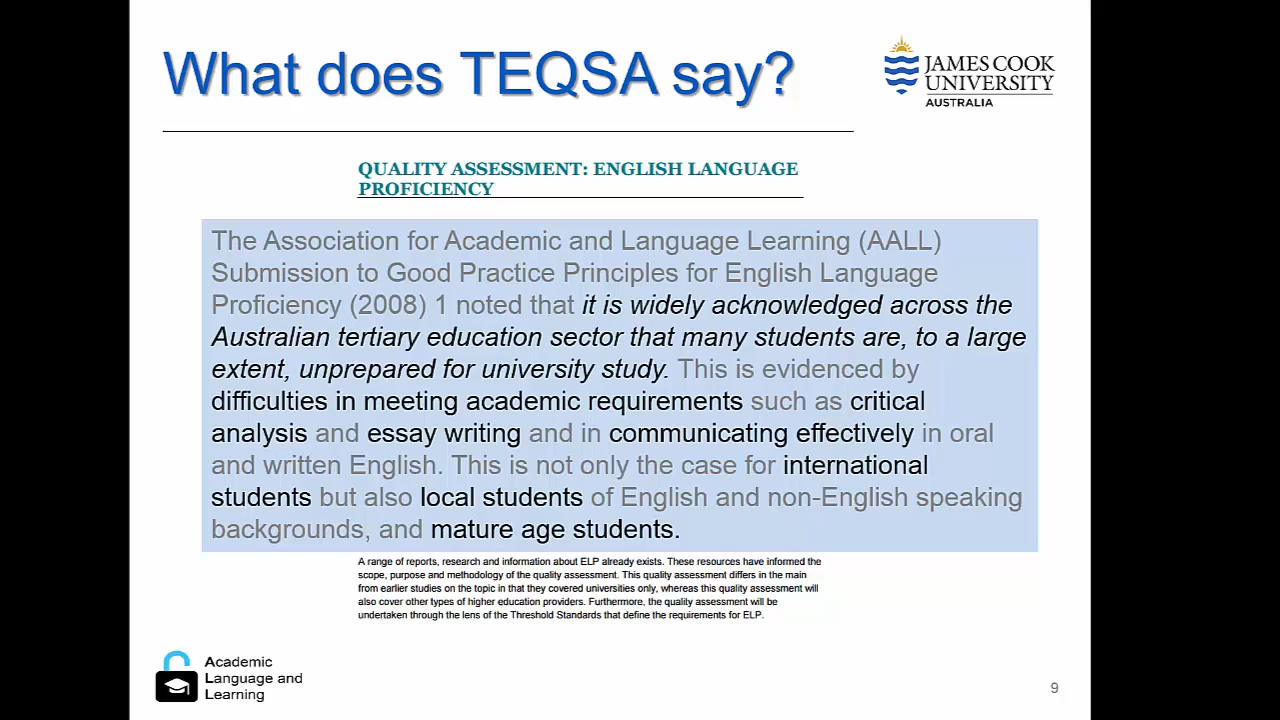 What does TEQSA say?
JAMES COOK
UNIVERSITY
AUSTRALIA
QUALITY ASSESSMENT: ENGLISH LANGUAGE
PROFICIENCY
The Association for Academic and Language Learning (AALL)
Submission to Good Practice Principles for English Language
Proficiency (2008) 1 noted that it is widely acknowledged across the
Australian tertiary education sector that many students are, to a large
extent, unprepared for university study. This is evidenced by
difficulties in meeting academic requirements such as critical
analysis and essay writing and in communicating effectively in oral
and written English. This is not only the case for international
students but also local students of English and non-English speaking
backgrounds, and mature age students.
A range of reports, research and information about ELP already exists. These resources have informed the
scope, purpose and methodology of the quality assessment. This quality assessment differs in the main
from earlier studies on the topic in that they covered universities only, whereas this quality assessment will
also cover other types of higher education providers. Furthermore, the quality assessment will be
undertaken through the lens of the Threshold Standards that define the requirements for ELP.
Academic
Language and
Learning
9